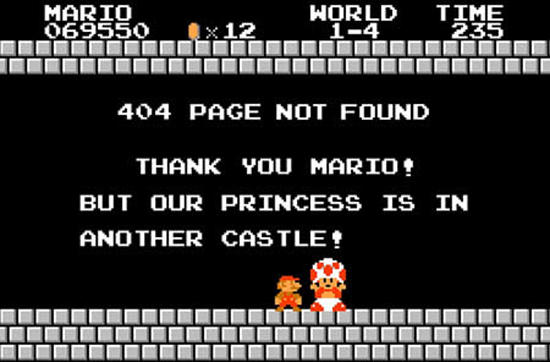 MARIO WORLD TIME
069550 ×12 1-4 235
404 PAGE NOT FOUND
THANK YOU MARIO!
BUT OUR PRINCESS IS IN
ANOTHER CASTLE!